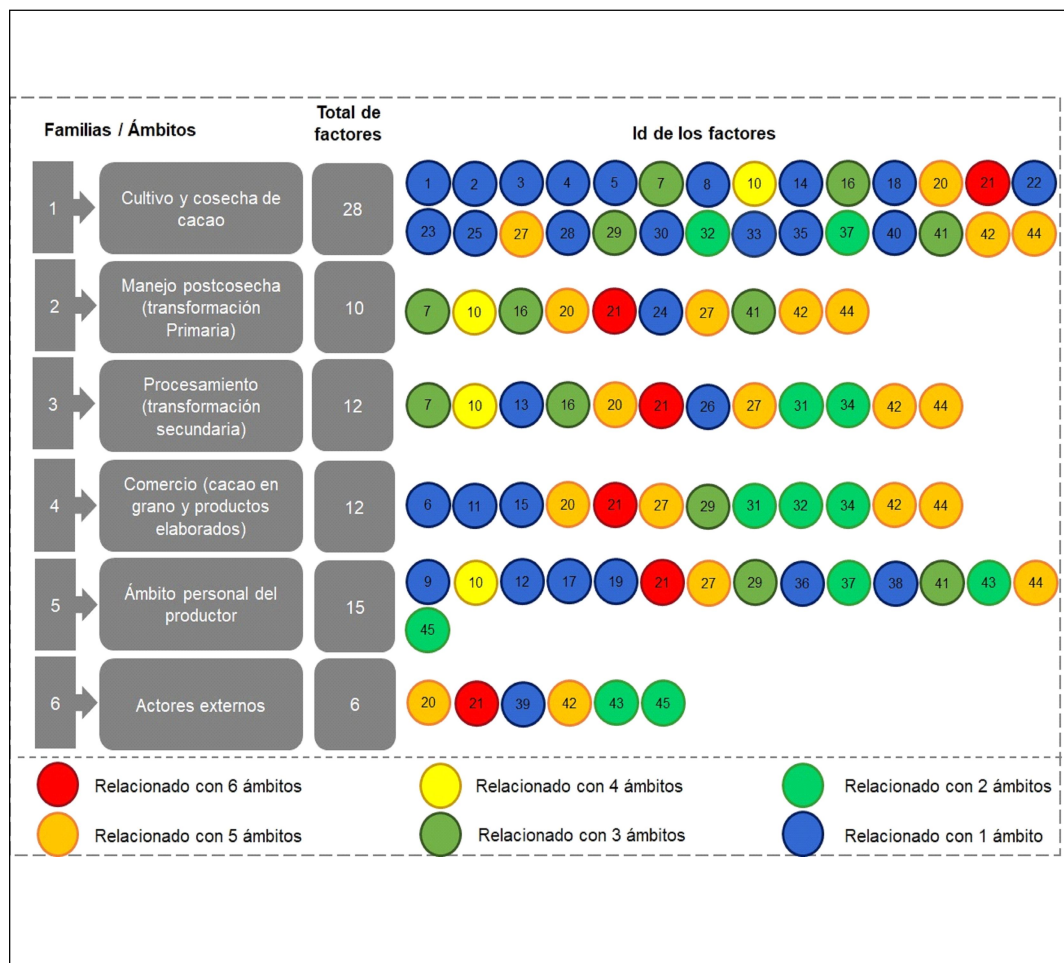 Familias / Ámbitos
Total de
factores
Id de los factores
1
Cultivo y cosecha de
cacao
28
1 2 3 4 5 7 8 10 14 16 18 20 21 22
23 25 27 28 29 30 32 33 35 37 40 41 42 44
2
Manejo postcosecha
(transformación
Primaria)
10
7 10 16 20 21 24 27 41 42 44
3
Procesamiento
(transformación
secundaria)
12
7 10 13 16 20 21 26 27 31 34 42 44
4
Comercio (cacao en
grano y productos
elaborados)
12
6 11 15 20 21 27 29 31 32 34 42 44
5
Ámbito personal del
productor
15
9 10 12 17 19 21 27 29 36 37 38 41 43 44
45
6
Actores externos
6
20 21 39 42 43 45
Relacionado con 6 ámbitos
Relacionado con 4 ámbitos
Relacionado con 2 ámbitos
Relacionado con 5 ámbitos
Relacionado con 3 ámbitos
Relacionado con 1 ámbito